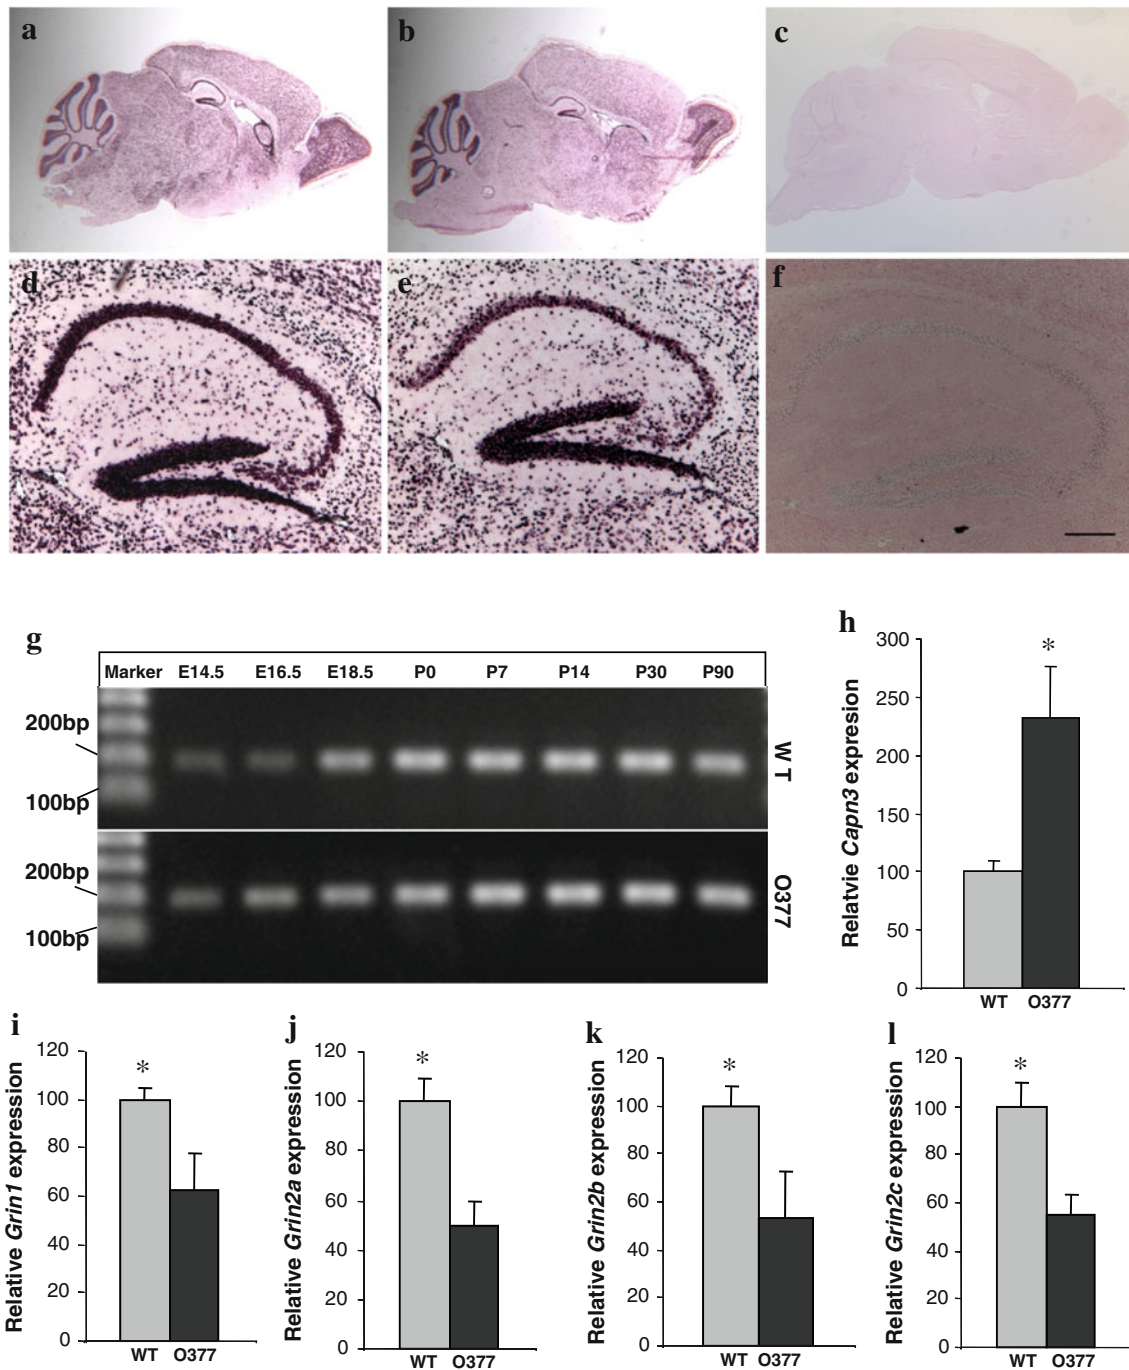 a
b
c
d
e
f
g
Marker E14.5 E16.5 E18.5 P0 P7 P14 P30 P90
200bp
100bp
W T
200bp
100bp
O377
h
Relatvie Capn3 expresion
300
250
200
150
100
50
0
*
WT O377
i
Relative Grin1 expression
120
100
80
60
40
20
0
*
WT O377
j
Relative Grin2a expression
120
100
80
60
40
20
0
*
WT O377
k
Relative Grin2b expression
120
100
80
60
40
20
0
*
WT O377
l
Relative Grin2c expression
120
100
80
60
40
20
0
*
WT O377